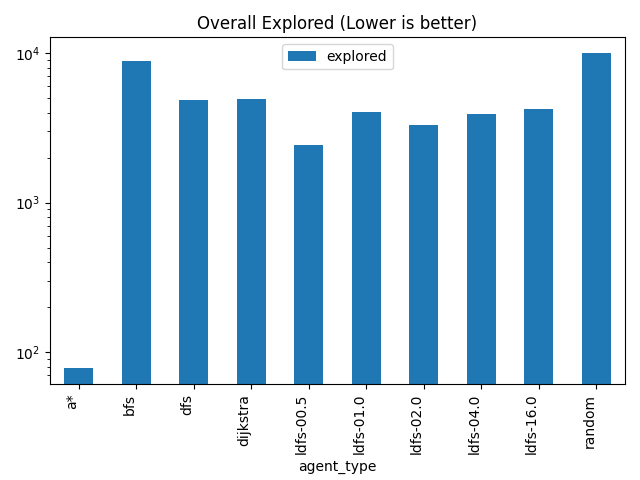 Overall Explored (Lower is better)
explored
10^4
10^3
10^2
a*
bfs
dfs
dijkstra
ldfs-00.5
ldfs-01.0
ldfs-02.0
ldfs-04.0
ldfs-16.0
random
agent_type